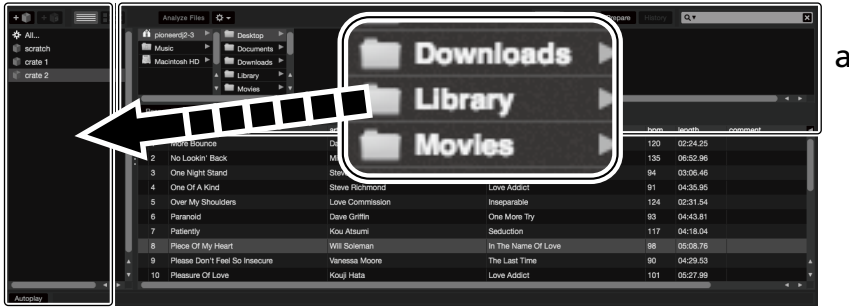 Analyze Files
Prepare
History
All...
scratch
crate 1
crate 2
pioneerdj2-3
Music
Macintosh HD
Desktop
Documents
Downloads
Library
Movies
Downloads
Library
Movies
a
bpm length comment
More Bounce 120 02:24.25
2 No Lookin' Back 135 06:52.96
3 One Night Stand 94 03:06.46
4 One Of A Kind Steve Richmond Love Addict 91 04:35.95
5 Over My Shoulders Love Commission Inseparable 124 02:31.54
6 Paranoid Dave Griffin One More Try 93 04:43.81
7 Patiently Kou Atsumi Seduction 117 04:18.04
8 Piece Of My Heart Will Soleman In The Name Of Love 98 05:08.76
9 Please Don't Feel So Insecure Vanessa Moore The Last Time 90 04:29.53
10 Pleasure Of Love Kouji Hata Love Addict 101 05:27.99
Autoplay